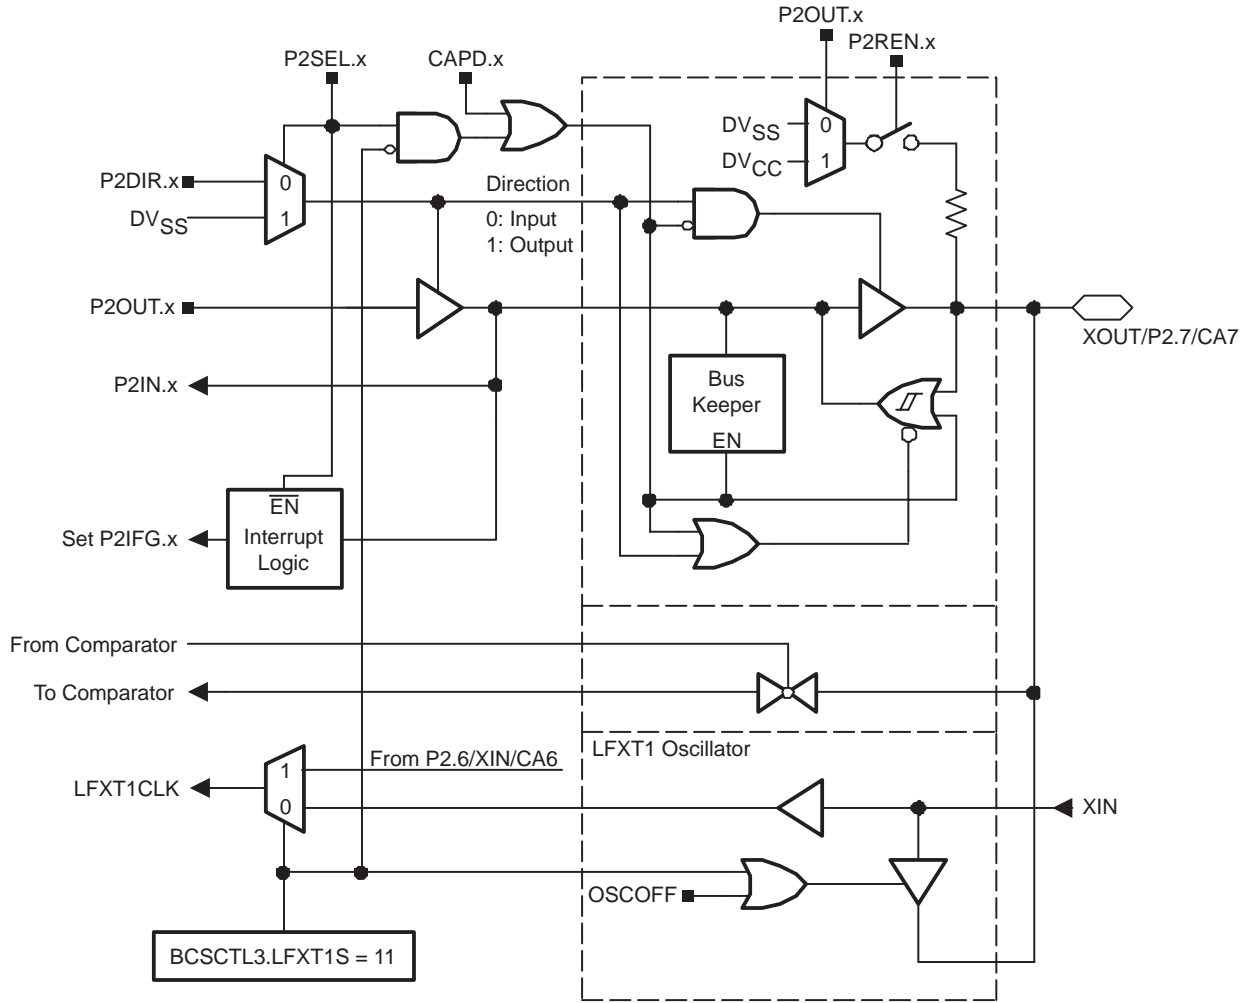 P2OUT.x
P2REN.x
P2SEL.x
CAPD.x
DVSS
0
DVCC
1
P2DIR.x
0
DVSS
1
Direction
0: Input
1: Output
P2OUT.x
XOUT/P2.7/CA7
P2IN.x
Bus
Keeper
EN
EN
Set P2IFG.x
Interrupt
Logic
From Comparator
To Comparator
LFXT1 Oscillator
From P2.6/XIN/CA6
1
LFXT1CLK
0
XIN
OSCOFF
BCSCTL3.LFXT1S = 11